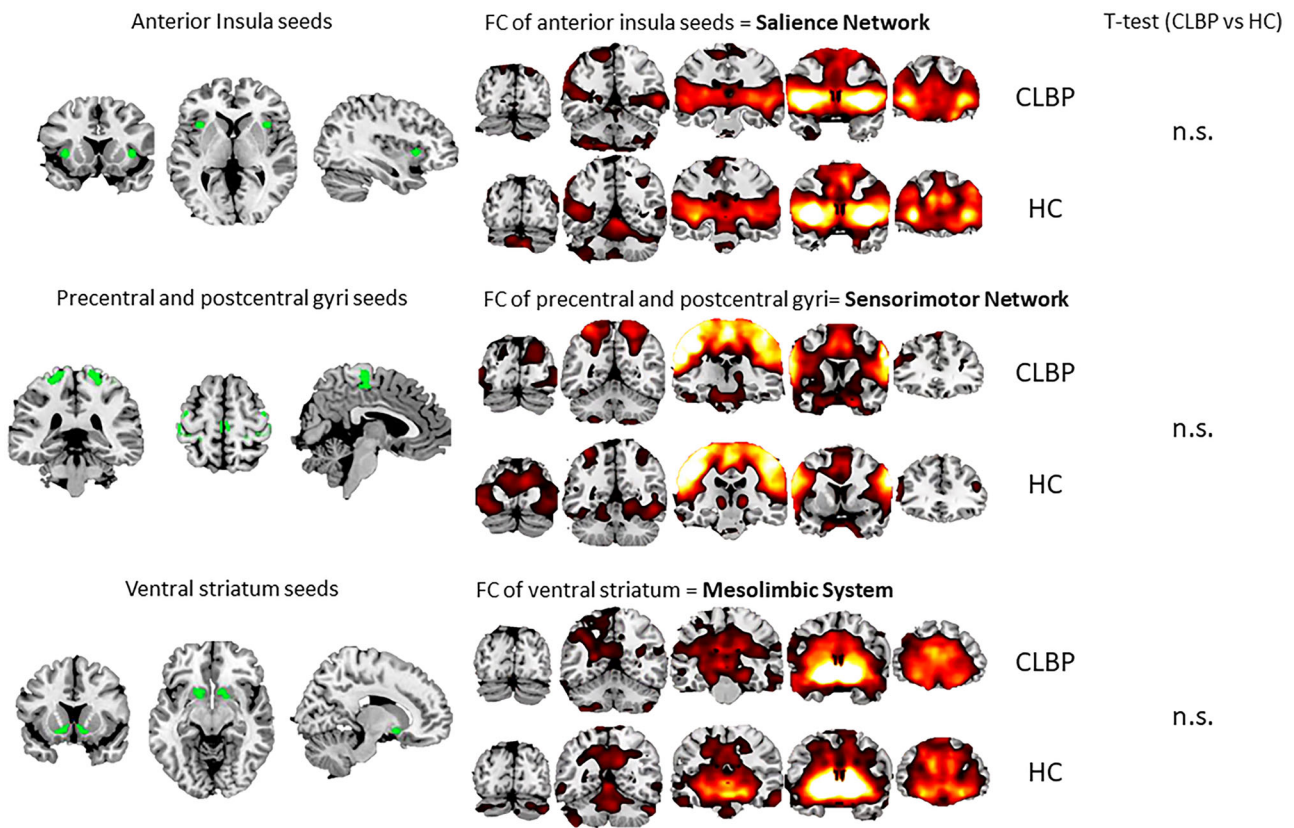 Anterior Insula seeds
FC of anterior insula seeds = Salience Network
T-test (CLBP vs HC)
CLBP
n.s.
HC
Precentral and postcentral gyri seeds
FC of precentral and postcentral gyri= Sensorimotor Network
CLBP
n.s.
HC
Ventral striatum seeds
FC of ventral striatum = Mesolimbic System
CLBP
n.s.
HC